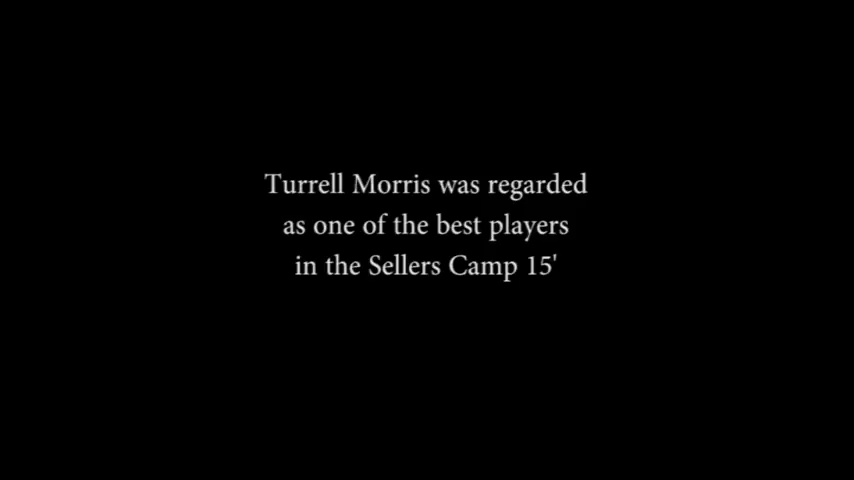 Turrell Morris was regarded
as one of the best players
in the Sellers Camp 15'